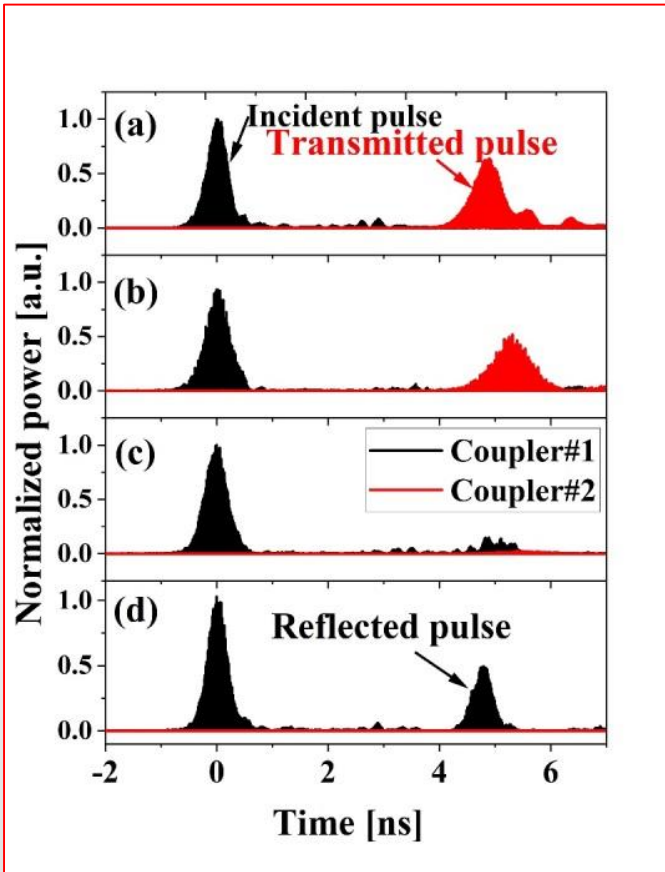 (a)
Incident pulse
Transmitted pulse
1.0
0.5
0.0
(b)
1.0
0.5
0.0
(c)
Coupler#1
Coupler#2
1.0
0.5
0.0
(d)
Reflected pulse
1.0
0.5
0.0
Normalized power [a.u.]
-2 0 2 4 6
Time [ns]